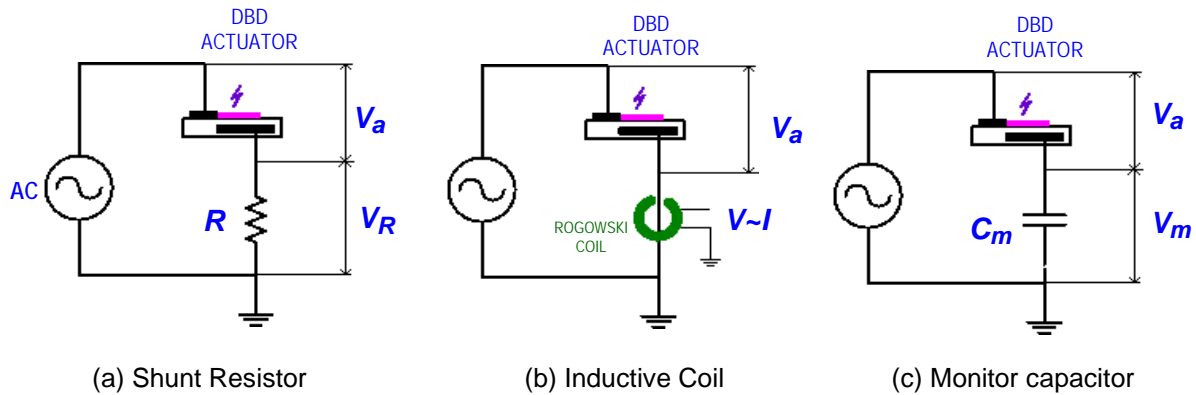 DBD
ACTUATOR
AC
R
Va
VR
(a) Shunt Resistor
DBD
ACTUATOR
ROGOWSKI
COIL
Va
V~I
(b) Inductive Coil
DBD
ACTUATOR
Cm
Va
Vm
(c) Monitor capacitor